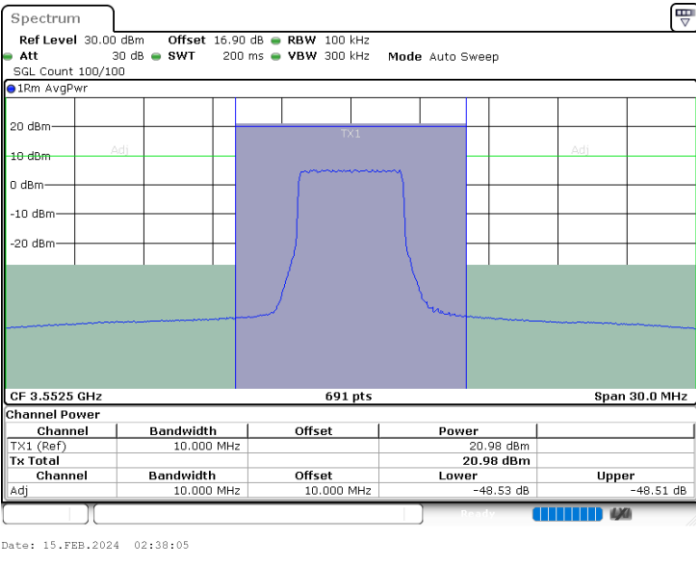 Spectrum
Ref Level 30.00 dBm Offset 16.90 dB RBW 100 kHz
Att 30 dB SWT 200 ms VBW 300 kHz Mode Auto Sweep
SGL Count 100/100
1Rm AvgPwr
20 dBm
TX1
Adj Adj
10 dBm
0 dBm
-10 dBm
-20 dBm
CF 3.5525 GHz 691 pts Span 30.0 MHz
Channel Power
Channel Bandwidth Offset Power
TX1 (Ref) 10.000 MHz 20.98 dBm
Tx Total 20.98 dBm
Channel Bandwidth Offset Lower Upper
Adj 10.000 MHz 10.000 MHz -48.53 dB -48.51 dB
Ready
Date: 15.FEB.2024 02:38:05